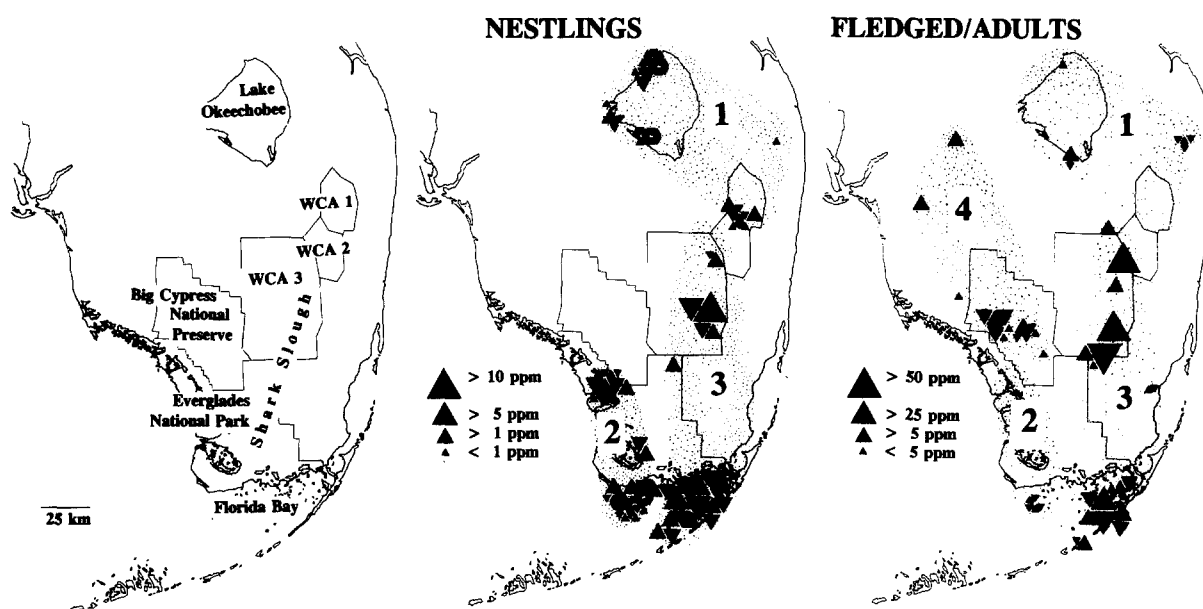 NESTLINGS
FLEDGED/ADULTS
Lake
Okeechobee
WCA 1
WCA 2
WCA 3
Big Cypress
National
Preserve
Shark Slough
Everglades
National Park
Florida Bay
25 km
1
2
3
> 10 ppm
> 5 ppm
> 1 ppm
< 1 ppm
1
4
2
3
> 50 ppm
> 25 ppm
> 5 ppm
< 5 ppm